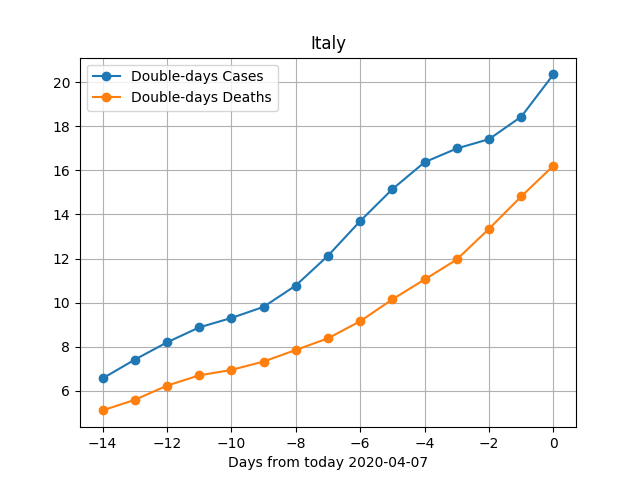 Italy
Double-days Cases
Double-days Deaths
20
18
16
14
12
10
8
6
−14 −12 −10 −8 −6 −4 −2 0
Days from today 2020-04-07